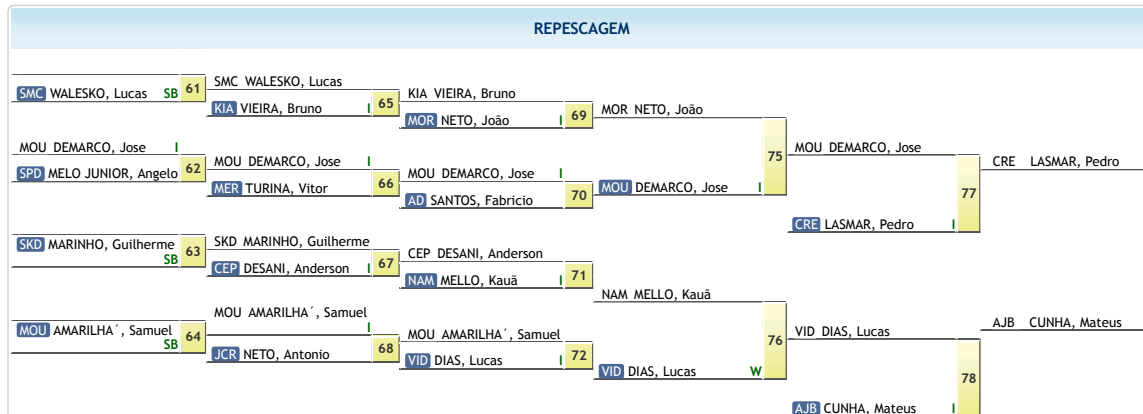 REPESCAGEM
SMC WALESKO, Lucas SB
61
SMC WALESKO, Lucas
KIA VIEIRA, Bruno I
65
KIA VIEIRA, Bruno
MOR NETO, João I
69
MOR NETO, João
MOU DEMARCO, Jose I
SPD MELO JUNIOR, Angelo
62
MOU DEMARCO, Jose I
MER TURINA, Vitor
66
MOU DEMARCO, Jose I
AD SANTOS, Fabricio
70
MOU DEMARCO, Jose I
75
MOU DEMARCO, Jose
CRE LASMAR, Pedro I
77
CRE LASMAR, Pedro
SKD MARINHO, Guilherme
SB
63
SKD MARINHO, Guilherme
CEP DESANI, Anderson I
67
CEP DESANI, Anderson
NAM MELLO, Kauã I
71
NAM MELLO, Kauã
MOU AMARILHA´, Samuel
SB
64
MOU AMARILHA´, Samuel
I
JCR NETO, Antonio
68
MOU AMARILHA´, Samuel
VID DIAS, Lucas I
72
VID DIAS, Lucas W
76
VID DIAS, Lucas
AJB CUNHA, Mateus I
78
AJB CUNHA, Mateus